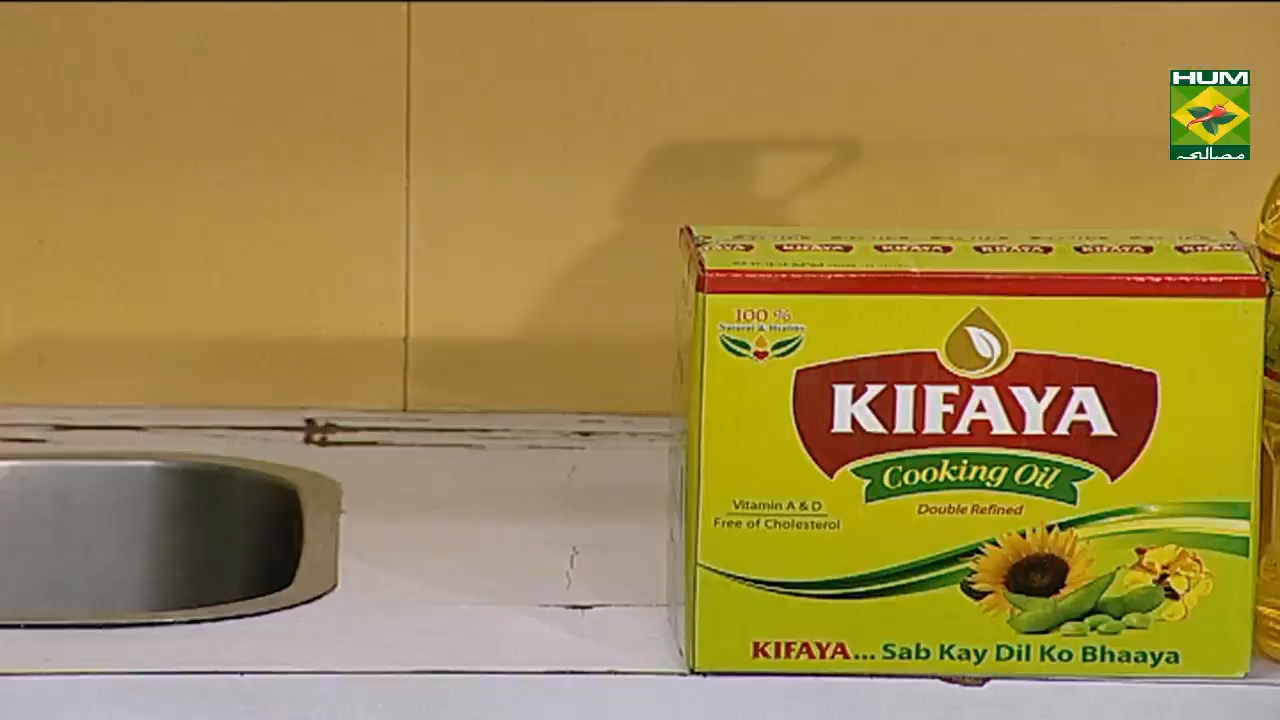 HUM
مصالحہ
KIFAYA KIFAYA KIFAYA KIFAYA KIFAYA
100 %
Natural & Healthy
KIFAYA
Cooking Oil
Double Refined
Vitamin A & D
Free of Cholesterol
KIFAYA... Sab Kay Dil Ko Bhaaya